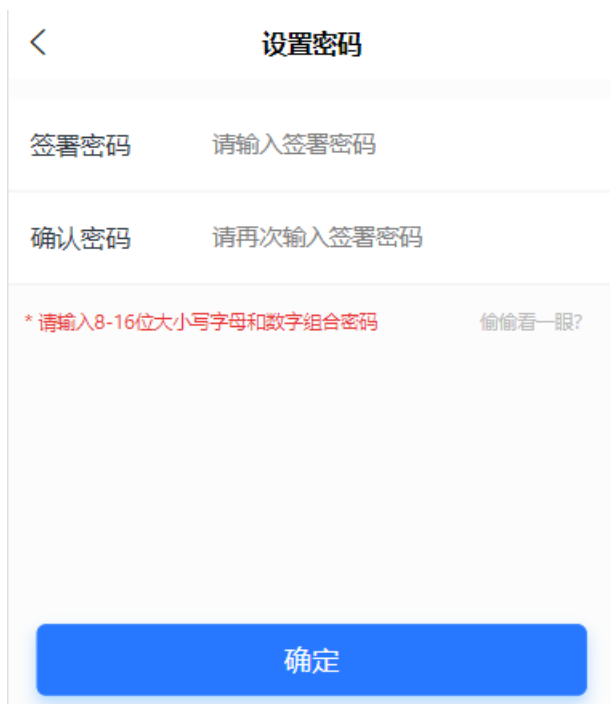 设置密码
签署密码 请输入签署密码
确认密码 请再次输入签署密码
* 请输入8-16位大小写字母和数字组合密码 偷偷看一眼?
确定